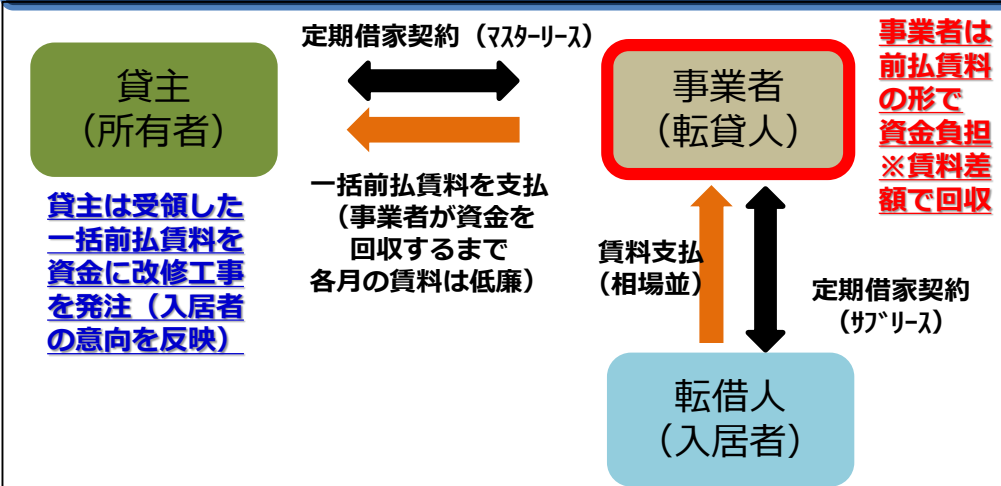 定期借家契約（ﾏｽﾀｰﾘｰｽ）
貸主
（所有者）
事業者
（転貸人）
事業者は
前払賃料
の形で
資金負担
※賃料差
額で回収
一括前払賃料を支払
（事業者が資金を
回収するまで
各月の賃料は低廉）
貸主は受領した
一括前払賃料を
資金に改修工事
を発注（入居者
の意向を反映）
賃料支払
（相場並）
定期借家契約
（ｻﾌﾞﾘｰｽ）
転借人
（入居者）